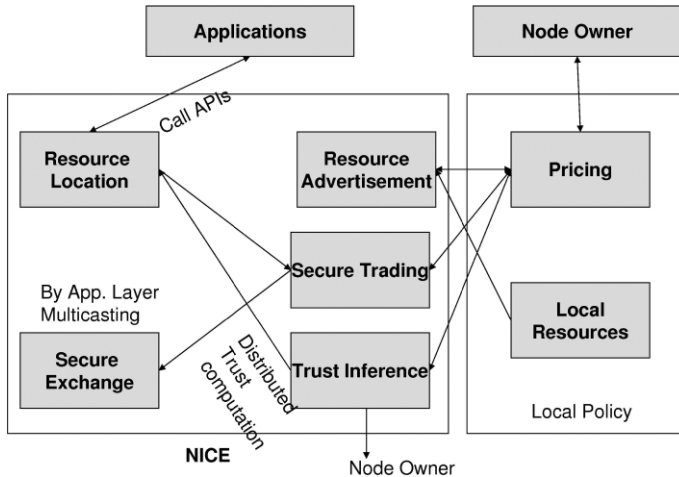 Applications
Node Owner
Call APIs
Resource
Location
Resource
Advertisement
Pricing
Secure Trading
By App. Layer
Multicasting
Local
Resources
Secure
Exchange
Distributed
Trust
computation
Trust Inference
Local Policy
NICE
Node Owner